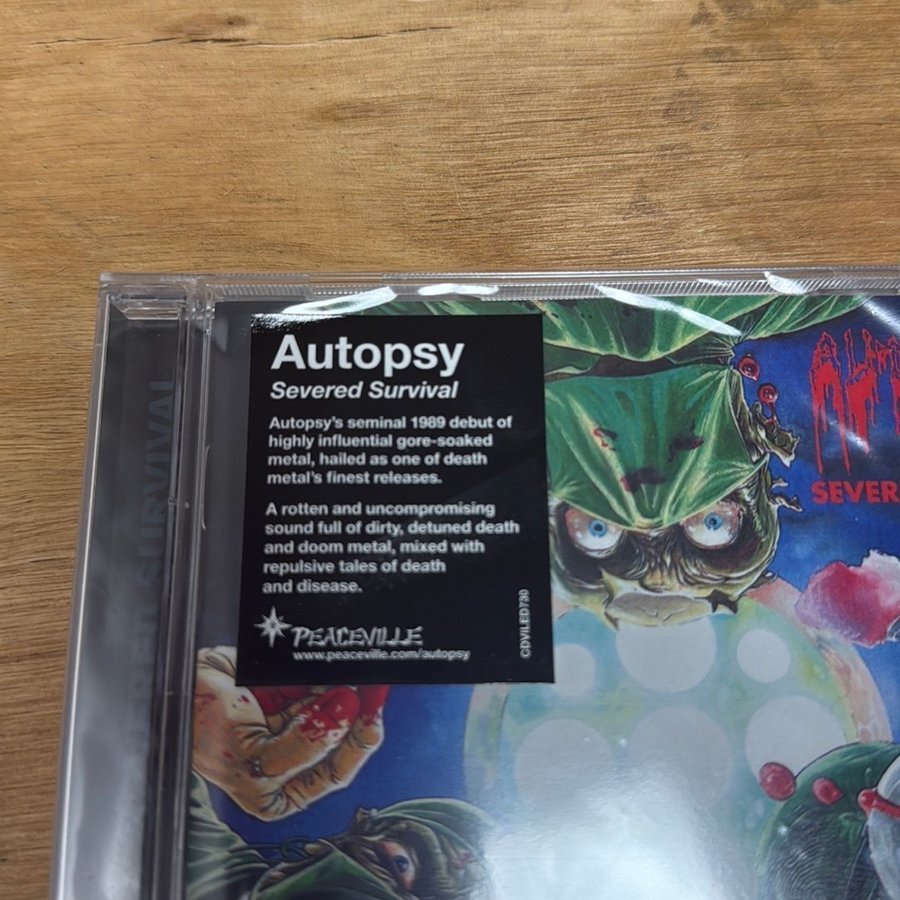 Autopsy
Severed Survival
Autopsy's seminal 1989 debut of
highly influential gore-soaked
metal, hailed as one of death
metal's finest releases.
A rotten and uncompromising
sound full of dirty, detuned death
and doom metal, mixed with
repulsive tales of death
and disease.
PEACEVILLE
www.peaceville.com/autopsy
CDVILED730
SURVIVAL
AUT
SEVER